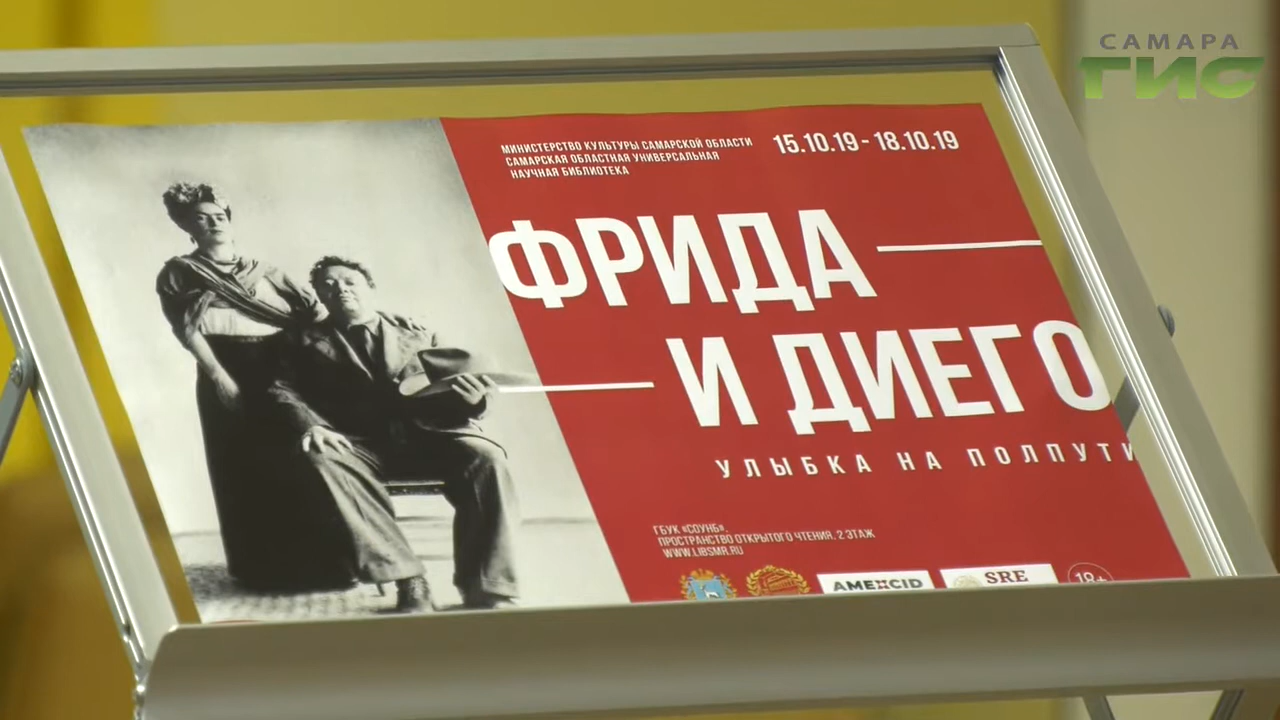 САМАРА
ГИС
МИНИСТЕРСТВО КУЛЬТУРЫ САМАРСКОЙ ОБЛАСТИ
САМАРСКАЯ ОБЛАСТНАЯ УНИВЕРСАЛЬНАЯ
НАУЧНАЯ БИБЛИОТЕКА
15.10.19 - 18.10.19
ФРИДА
И ДИЕГО
УЛЫБКА НА ПОЛПУТИ
ГБУК «СОУНБ»,
ПРОСТРАНСТВО ОТКРЫТОГО ЧТЕНИЯ, 2 ЭТАЖ
WWW.LIBSMR.RU
AMEXCID
SRE
18+